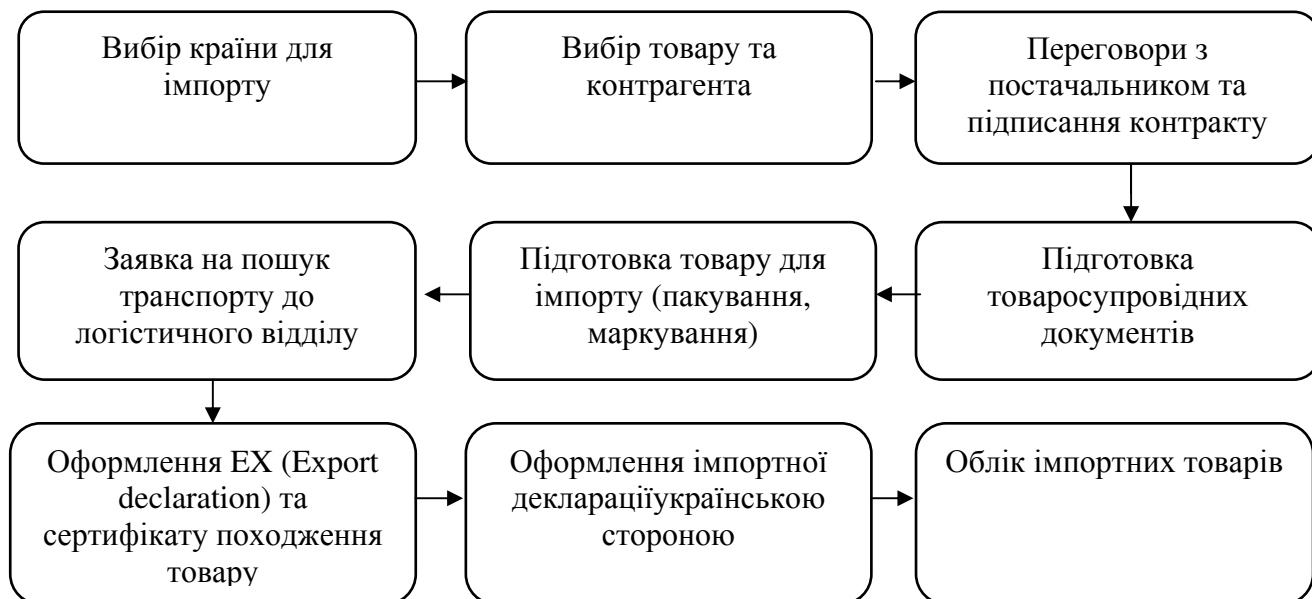 Вибір країни для
імпорту
Вибір товару та
контрагента
Переговори з
постачальником та
підписання контракту
Заявка на пошук
транспорту до
логістичного відділу
Підготовка товару для
імпорту (пакування,
маркування)
Підготовка
товаросупровідних
документів
Оформлення EX (Export
declaration) та
сертифікату походження
товару
Оформлення імпортної
деклараціїукраїнською
стороною
Облік імпортних товарів